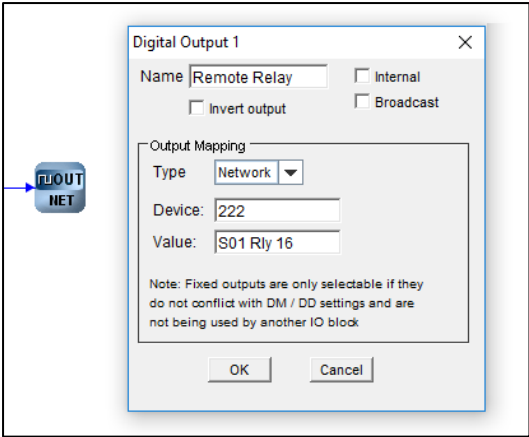 Digital Output 1
Name Remote Relay
Internal
Invert output
Broadcast
Output Mapping
Type Network
Device: 222
Value: S01 Rly 16
Note: Fixed outputs are only selectable if they
do not conflict with DM / DD settings and are
not being used by another IO block
OK Cancel
OUT
NET